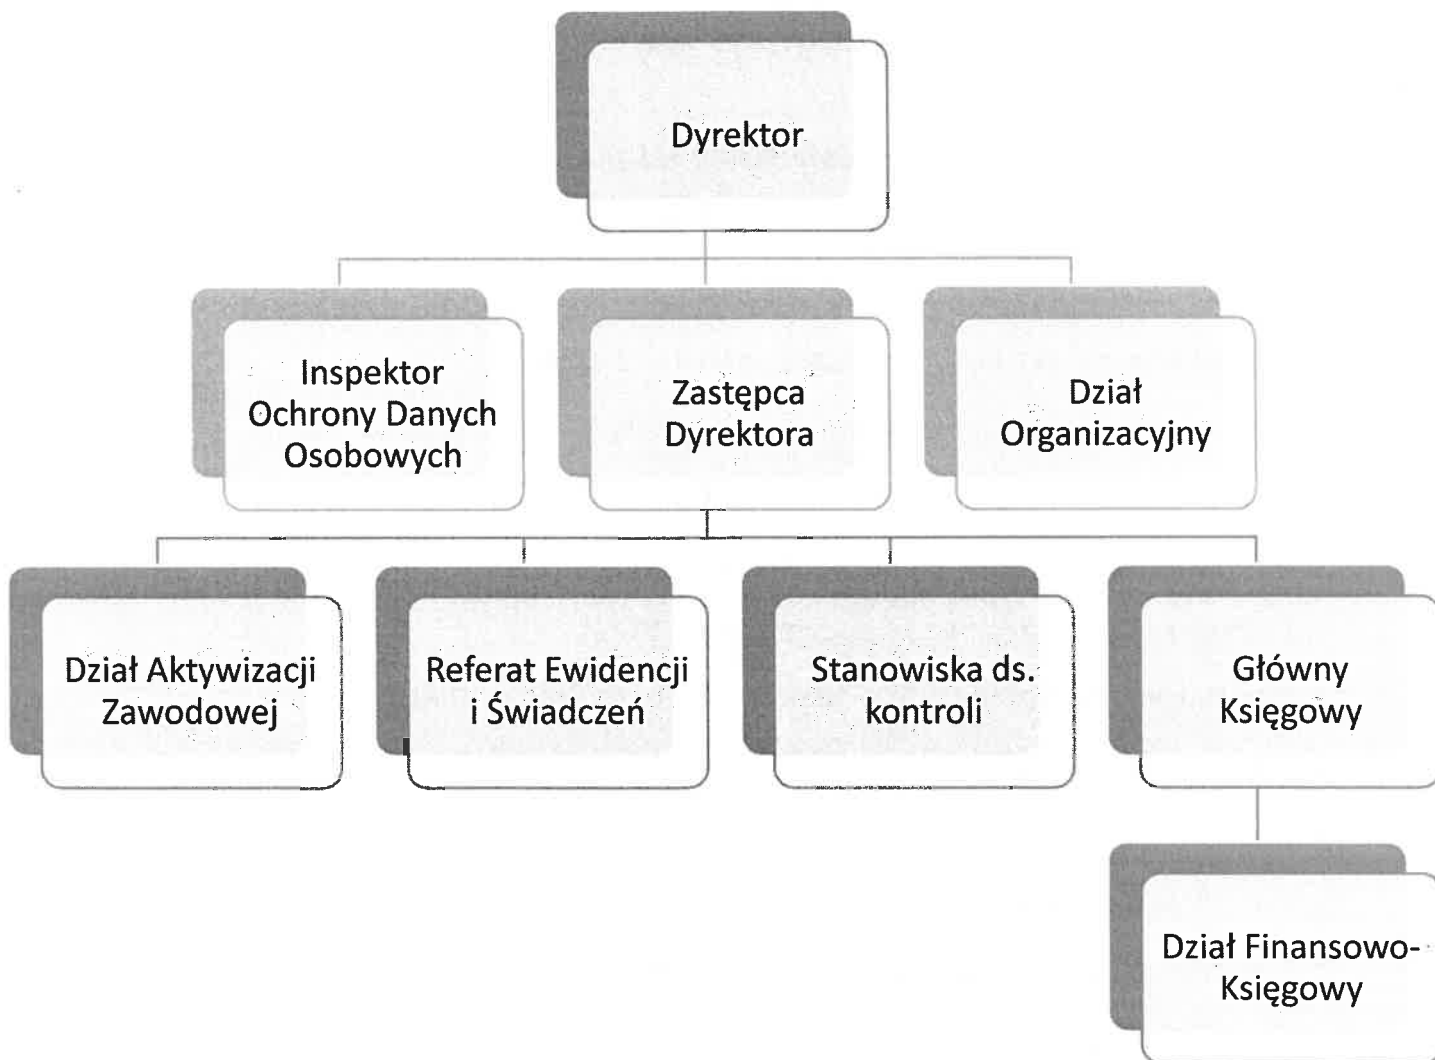 Dyrektor
Inspektor
Ochrony Danych
Osobowych
Zastępca
Dyrektora
Dział
Organizacyjny
Dział Aktywizacji
Zawodowej
Referat Ewidencji
i Świadczeń
Stanowiska ds.
kontroli
Główny
Księgowy
Dział Finansowo-
Księgowy